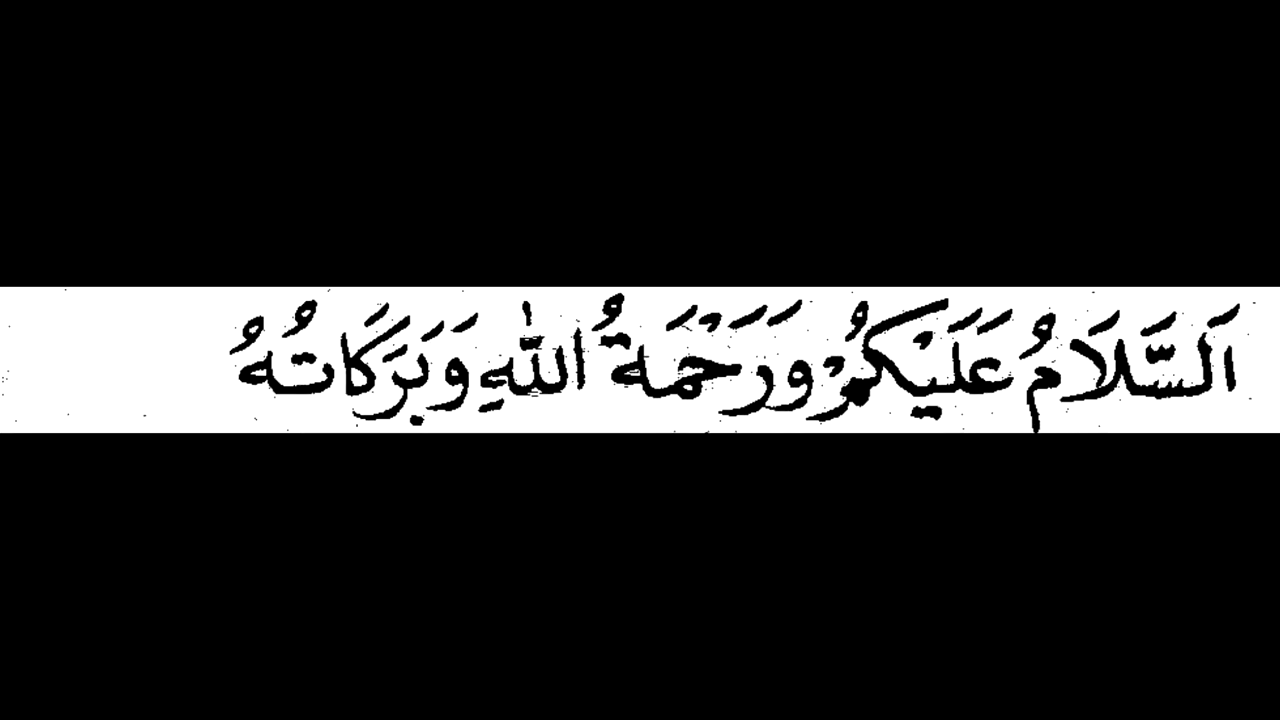 اَلسَّلَامُ عَلَيْكُمْ وَرَحْمَةُ اللّٰهِ وَبَرَكَاتُهُ